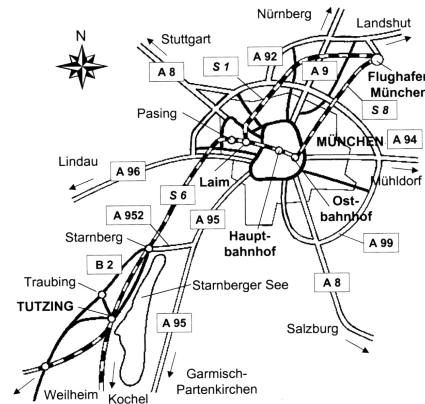 Nürnberg
Landshut
N
Stuttgart
A 92
S 1
A 9
A 8
Flughafen
München
Pasing
S 8
MÜNCHEN
A 94
Lindau
A 96
Laim
Mühldorf
S 6
Ost-
bahnhof
A 952
A 95
Haupt-
bahnhof
A 99
Starnberg
B 2
A 8
Traubing
Starnberger See
TUTZING
A 95
Salzburg
Garmisch-
Partenkirchen
Weilheim
Kochel